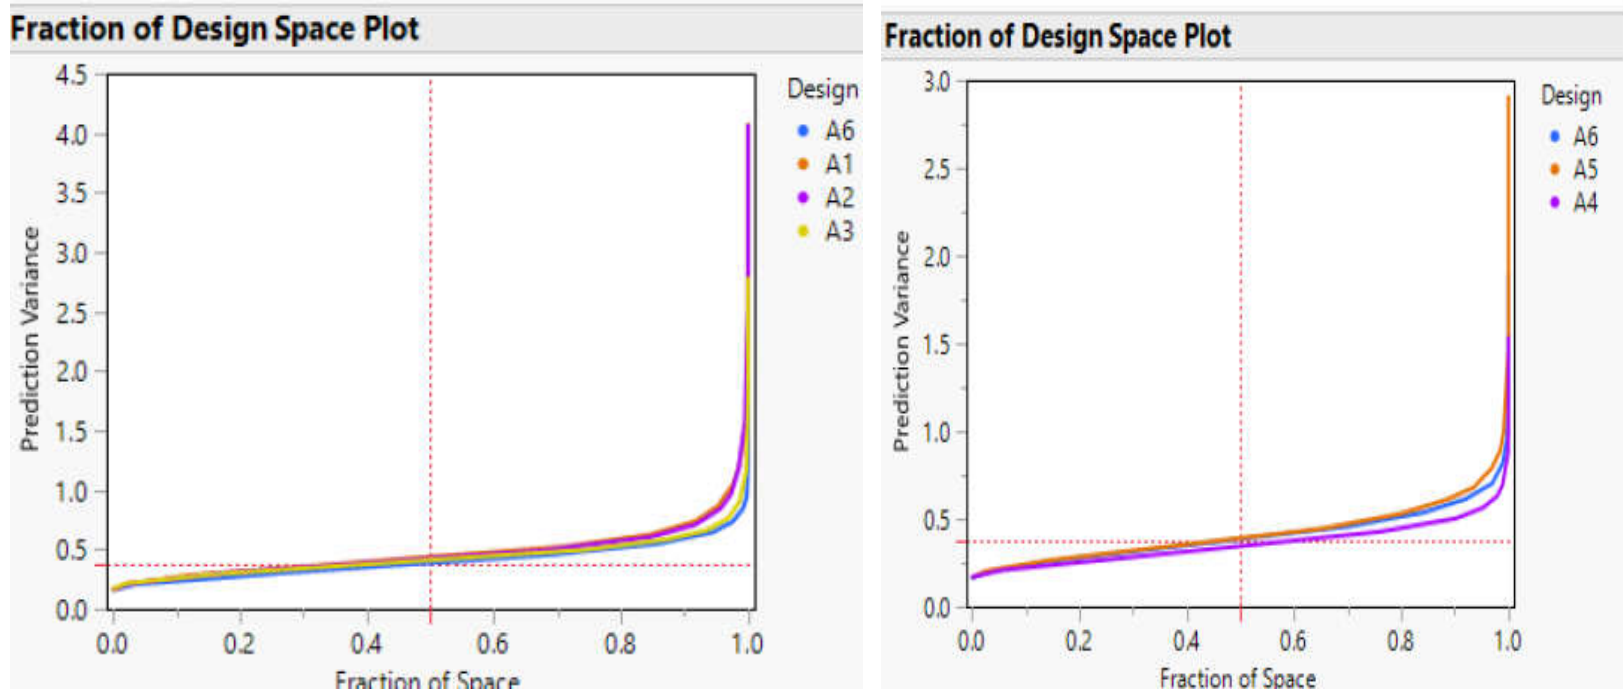 Fraction of Design Space Plot
4.5
4.0
3.5
3.0
2.5
2.0
1.5
1.0
0.5
0.0
Prediction Variance
0.0 0.2 0.4 0.6 0.8 1.0
Fraction of Space
Design
A6
A1
A2
A3
Fraction of Design Space Plot
3.0
2.5
2.0
1.5
1.0
0.5
0.0
Prediction Variance
0.0 0.2 0.4 0.6 0.8 1.0
Fraction of Space
Design
A6
A5
A4